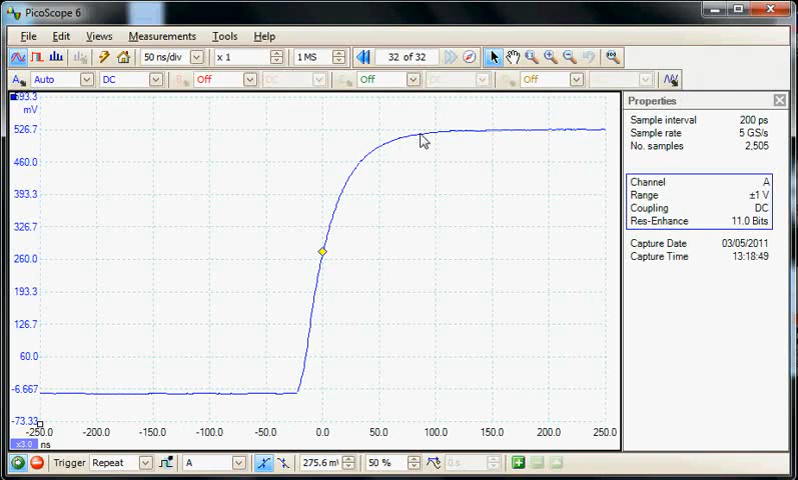 PicoScope 6
File Edit Views Measurements Tools Help
50 ns/div x 1 1 MS 32 of 32
A Auto DC B Off Off Off
593.3
mV
526.7
460.0
393.3
326.7
260.0
193.3
126.7
60.0
-6.667
-73.33
-250.0 -200.0 -150.0 -100.0 -50.0 0.0 50.0 100.0 150.0 200.0 250.0
x3.0 ns
Properties
Sample interval 200 ps
Sample rate 5 GS/s
No. samples 2,505
Channel A
Range ±1 V
Coupling DC
Res-Enhance 11.0 Bits
Capture Date 03/05/2011
Capture Time 13:18:49
Trigger Repeat A 275.6 m 50 % 0 s